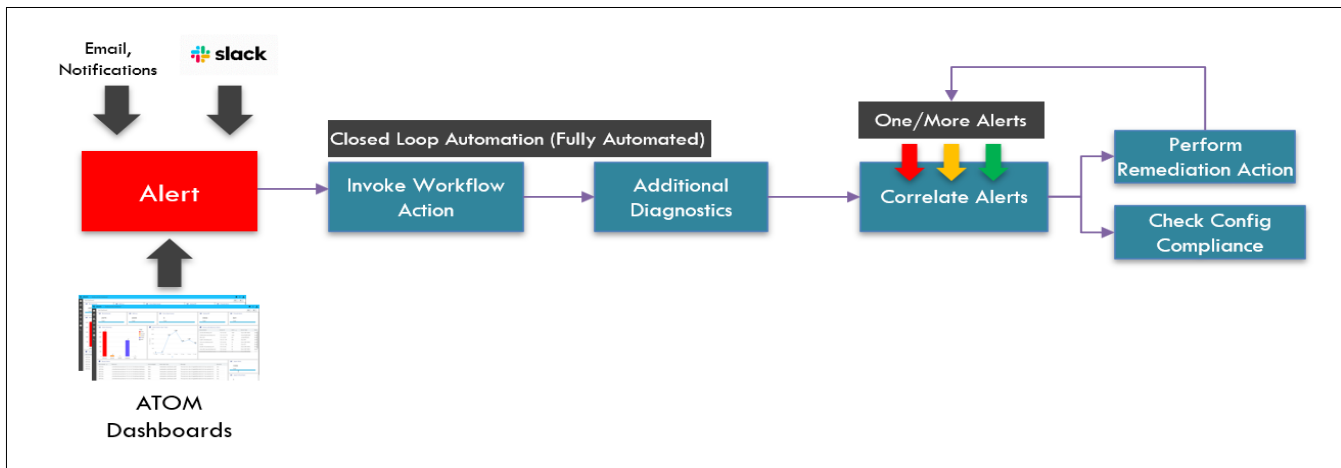 Email,
Notifications
slack
Alert
Closed Loop Automation (Fully Automated)
Invoke Workflow
Action
Additional
Diagnostics
One/More Alerts
Correlate Alerts
Perform
Remediation Action
Check Config
Compliance
ATOM
Dashboards